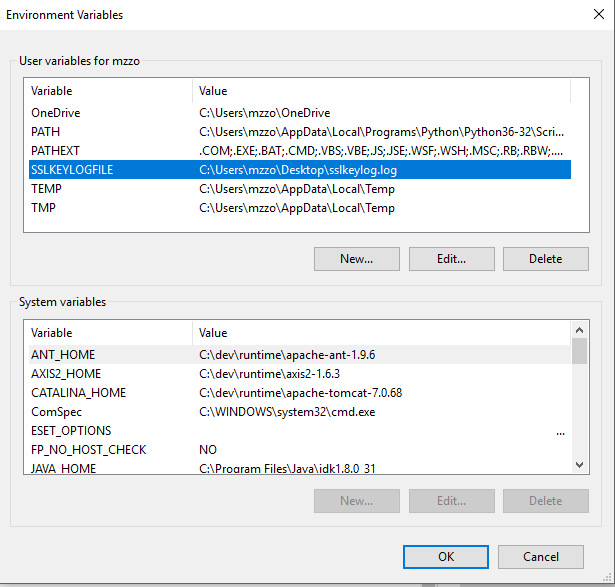 Environment Variables
User variables for mzzo
Variable Value
OneDrive C:\Users\mzzo\OneDrive
PATH C:\Users\mzzo\AppData\Local\Programs\Python\Python36-32\Scri...
PATHEXT .COM;.EXE;.BAT;.CMD;.VBS;.VBE;.JS;.JSE;.WSF;.WSH;.MSC;.RB;.RBW;....
SSLKEYLOGFILE C:\Users\mzzo\Desktop\sslkeylog.log
TEMP C:\Users\mzzo\AppData\Local\Temp
TMP C:\Users\mzzo\AppData\Local\Temp
New... Edit... Delete
System variables
Variable Value
ANT_HOME C:\dev\runtime\apache-ant-1.9.6
AXIS2_HOME C:\dev\runtime\axis2-1.6.3
CATALINA_HOME C:\dev\runtime\apache-tomcat-7.0.68
ComSpec C:\WINDOWS\system32\cmd.exe
ESET_OPTIONS ...
FP_NO_HOST_CHECK NO
JAVA_HOME C:\Program Files\Java\jdk1.8.0_31
New... Edit... Delete
OK Cancel